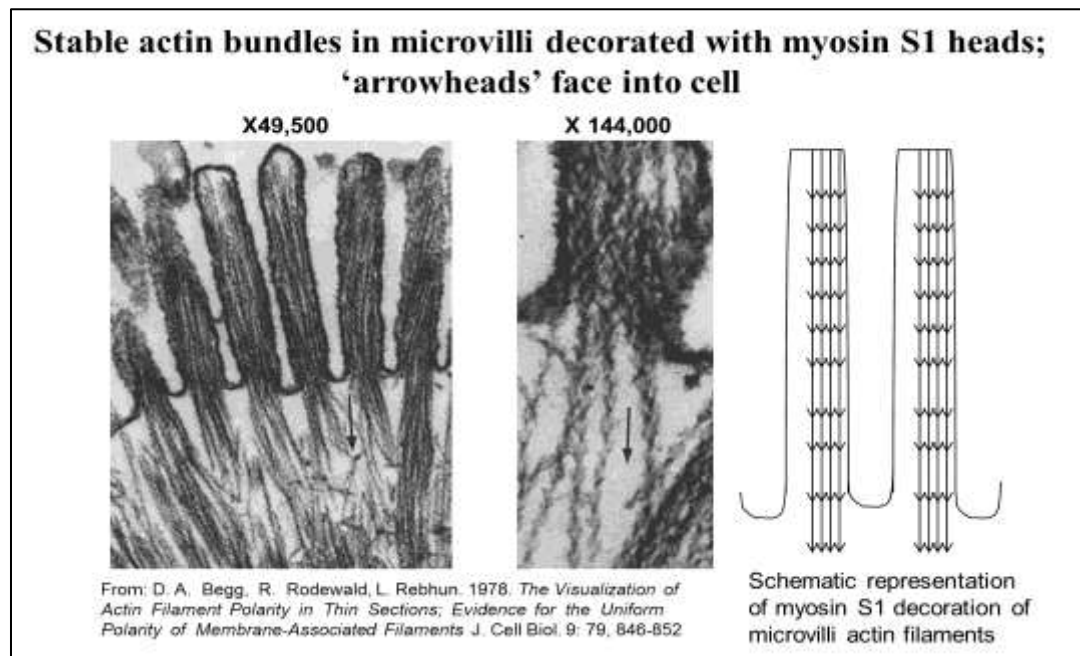 Stable actin bundles in microvilli decorated with myosin S1 heads;
‘arrowheads’ face into cell
X49,500
X 144,000
From: D. A. Begg, R. Rodewald, L. Rebhun. 1978. The Visualization of
Actin Filament Polarity in Thin Sections; Evidence for the Uniform
Polarity of Membrane-Associated Filaments J. Cell Biol. 9: 79, 846-852
Schematic representation
of myosin S1 decoration of
microvilli actin filaments